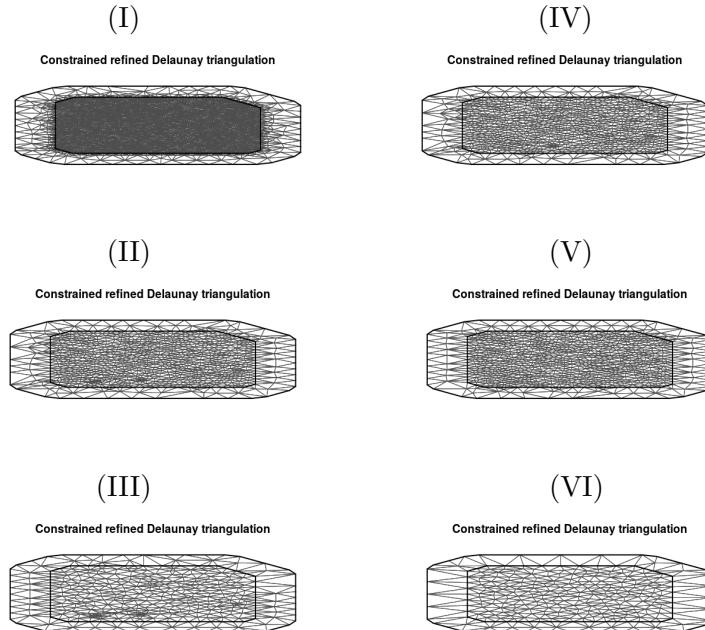 (I)
(IV)
Constrained refined Delaunay triangulation
Constrained refined Delaunay triangulation
(II)
(V)
Constrained refined Delaunay triangulation
Constrained refined Delaunay triangulation
(III)
(VI)
Constrained refined Delaunay triangulation
Constrained refined Delaunay triangulation